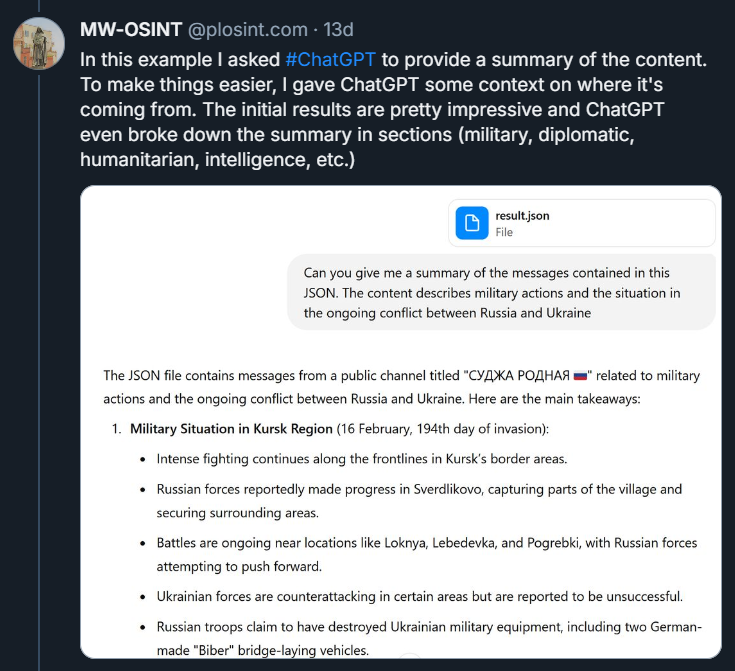 MW-OSINT @plosint.com · 13d
In this example I asked #ChatGPT to provide a summary of the content.
To make things easier, I gave ChatGPT some context on where it's
coming from. The initial results are pretty impressive and ChatGPT
even broke down the summary in sections (military, diplomatic,
humanitarian, intelligence, etc.)
result.json
File
Can you give me a summary of the messages contained in this
JSON. The content describes military actions and the situation in
the ongoing conflict between Russia and Ukraine
The JSON file contains messages from a public channel titled "СУДЖА РОДНАЯ 🇷🇺" related to military
actions and the ongoing conflict between Russia and Ukraine. Here are the main takeaways:
1. Military Situation in Kursk Region (16 February, 194th day of invasion):
• Intense fighting continues along the frontlines in Kursk's border areas.
• Russian forces reportedly made progress in Sverdlikovo, capturing parts of the village and
securing surrounding areas.
• Battles are ongoing near locations like Loknya, Lebedevka, and Pogrebki, with Russian forces
attempting to push forward.
• Ukrainian forces are counterattacking in certain areas but are reported to be unsuccessful.
• Russian troops claim to have destroyed Ukrainian military equipment, including two German-
made "Biber" bridge-laying vehicles.